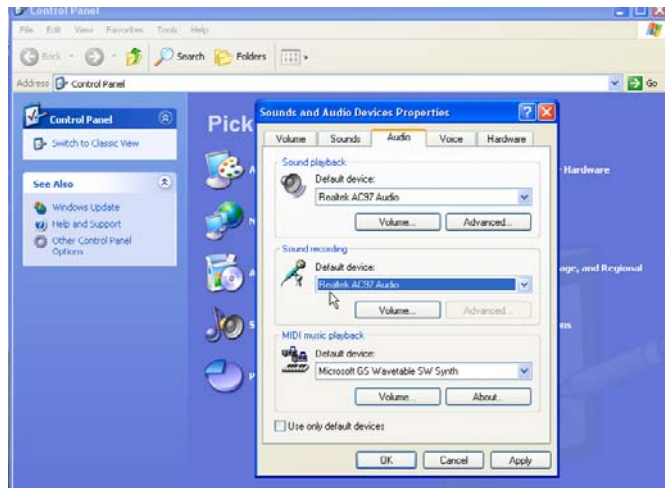 Control Panel
File Edit View Favorites Tools Help
Back Search Folders
Address Control Panel Go
Control Panel
Switch to Classic View
See Also
Windows Update
Help and Support
Other Control Panel
Options
Pick
Hardware
age, and Regional
Sounds and Audio Devices Properties
Volume Sounds Audio Voice Hardware
Sound playback
Default device:
Realtek AC97 Audio
Volume... Advanced...
Sound recording
Default device:
Realtek AC97 Audio
Volume... Advanced...
MIDI music playback
Default device:
Microsoft GS Wavetable SW Synth
Volume... About...
Use only default devices
OK Cancel Apply